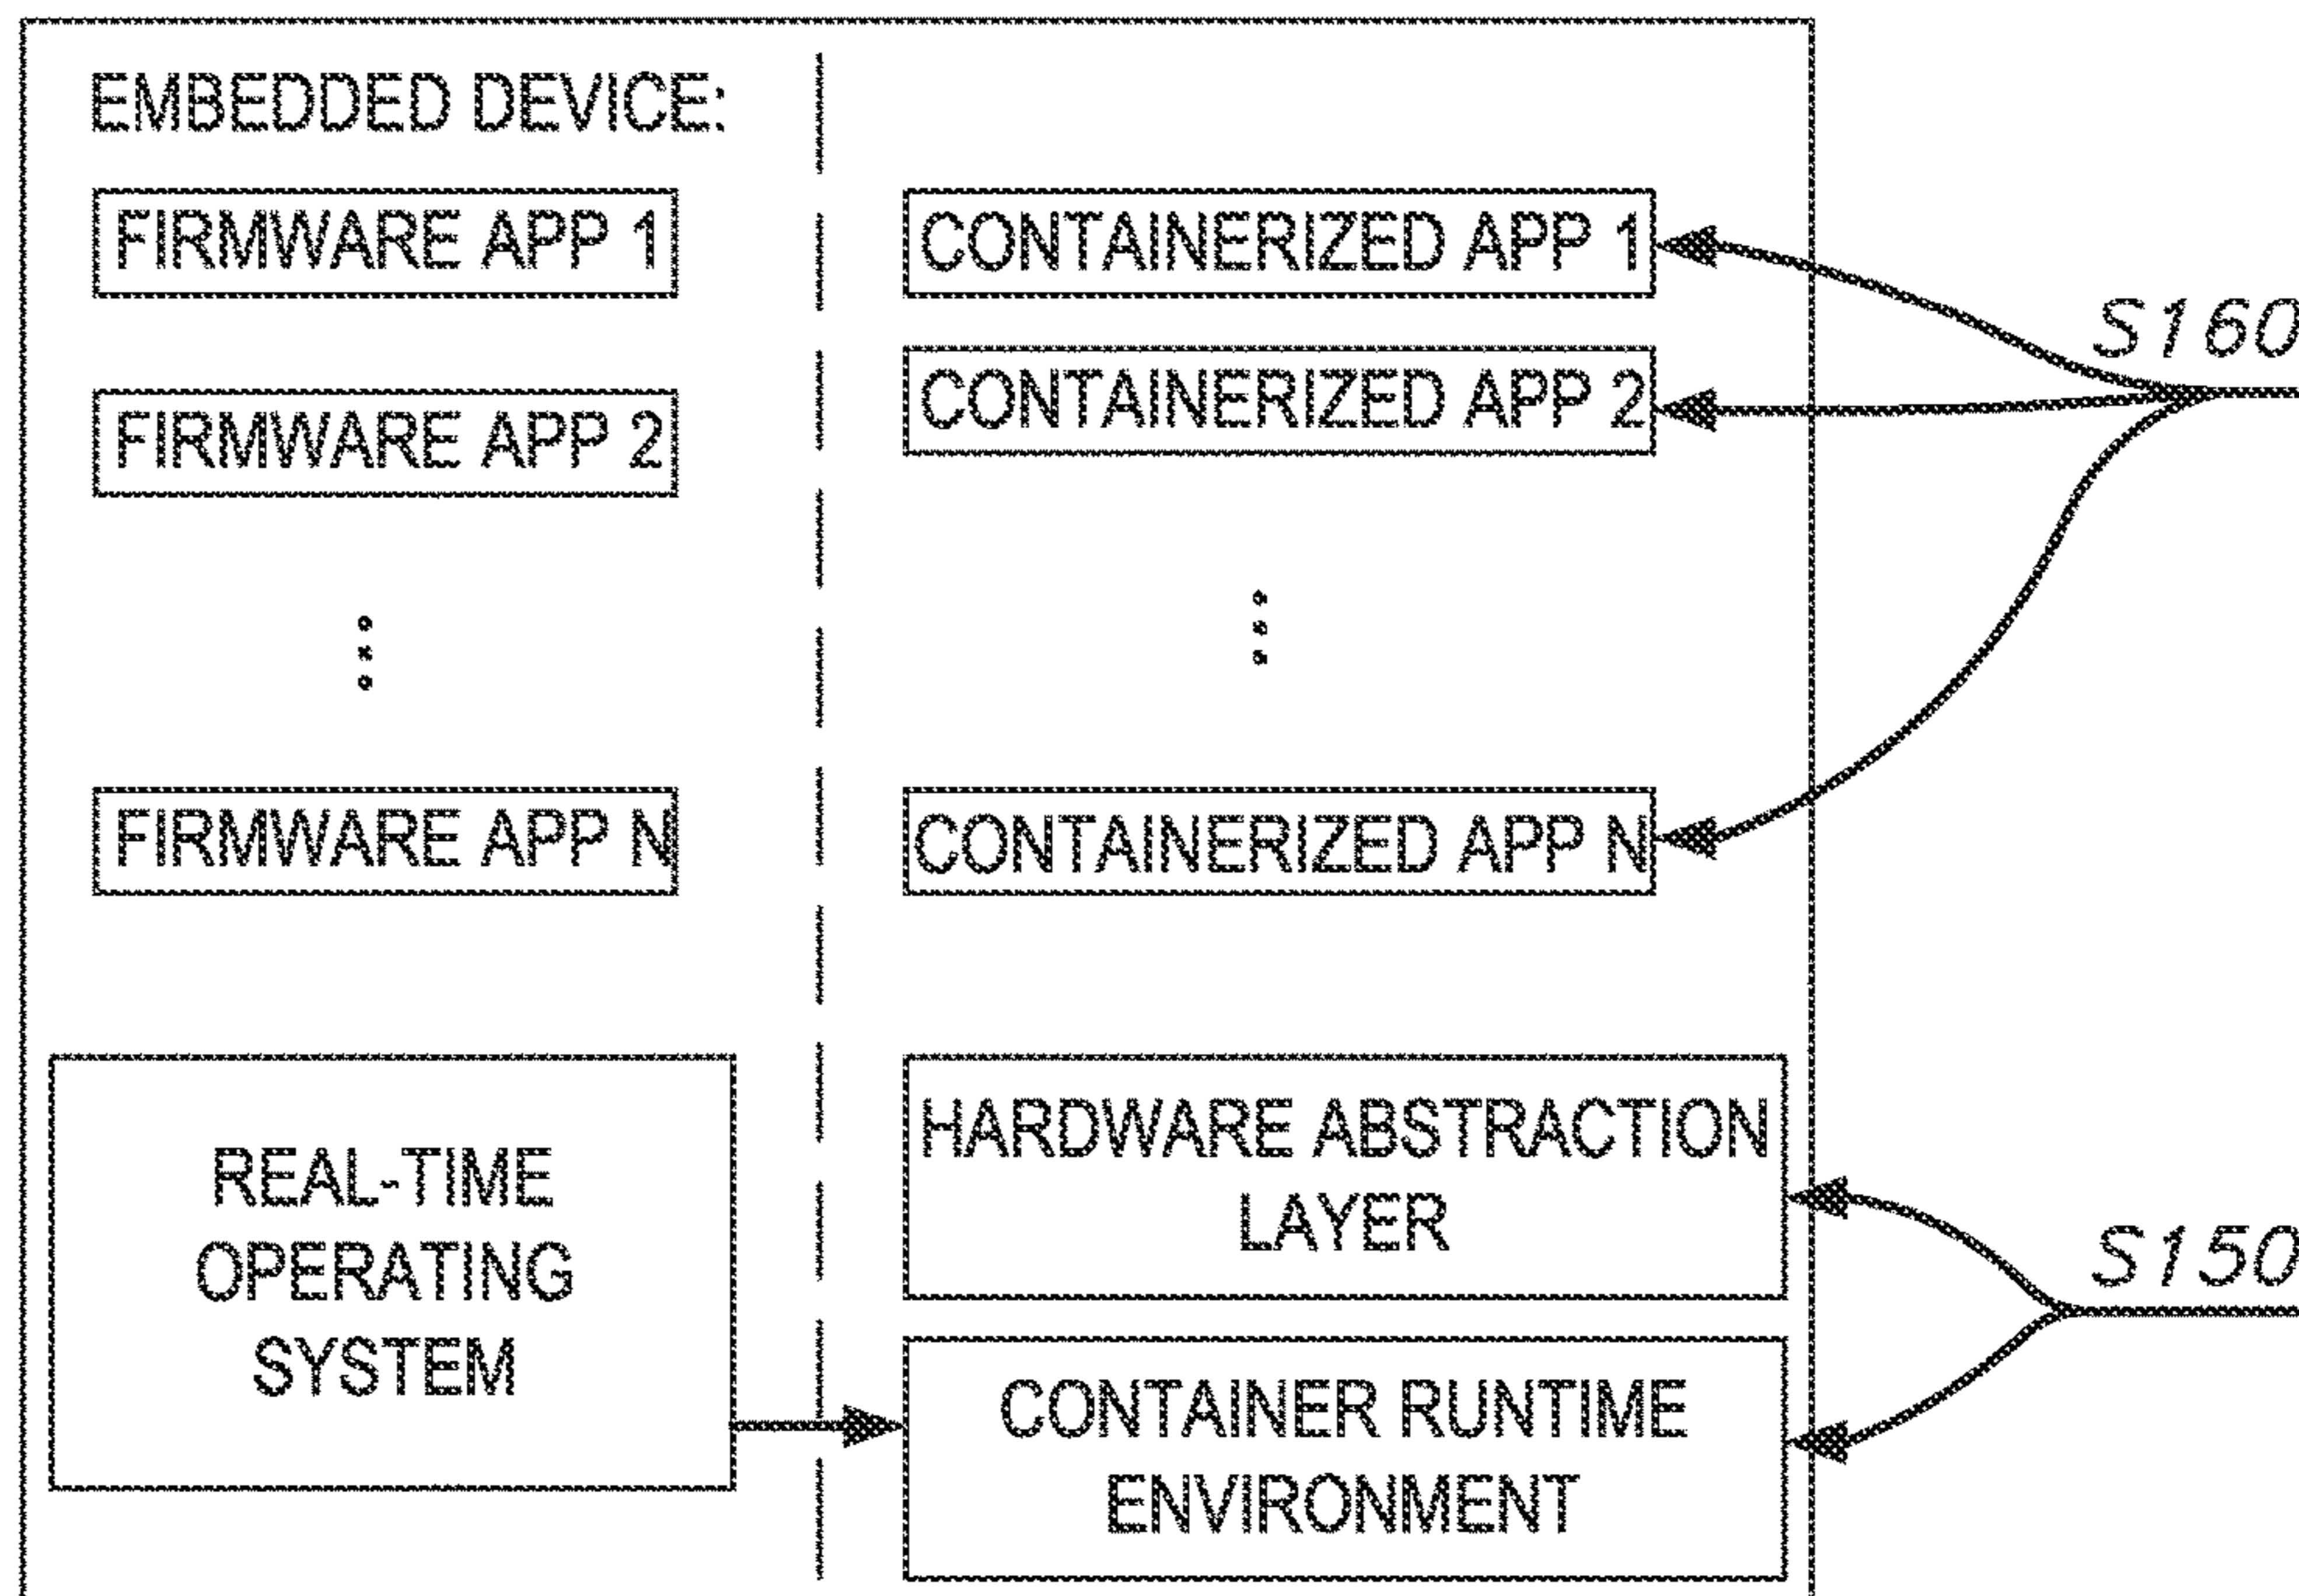 EMBEDDED DEVICE:
FIRMWARE APP 1
FIRMWARE APP 2
FIRMWARE APP N
REAL-TIME
OPERATING
SYSTEM
CONTAINERIZED APP 1
CONTAINERIZED APP 2
CONTAINERIZED APP N
HARDWARE ABSTRACTION
LAYER
CONTAINER RUNTIME
ENVIRONMENT
S160
S150